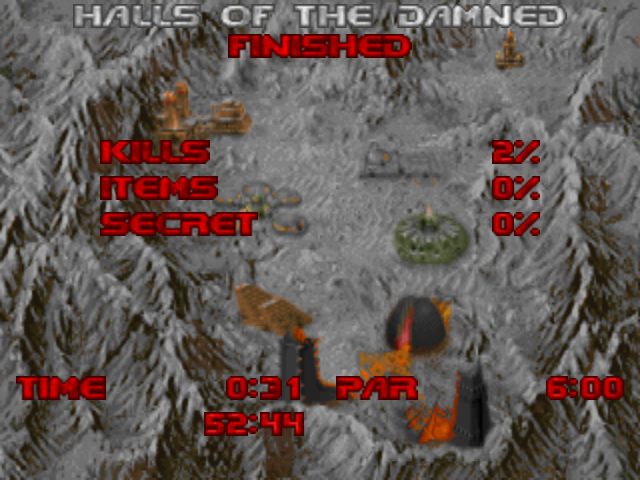 HALLS OF THE DAMNED
FINISHED
KILLS 2%
ITEMS 0%
SECRET 0%
TIME 0:31 PAR 6:00
52:44